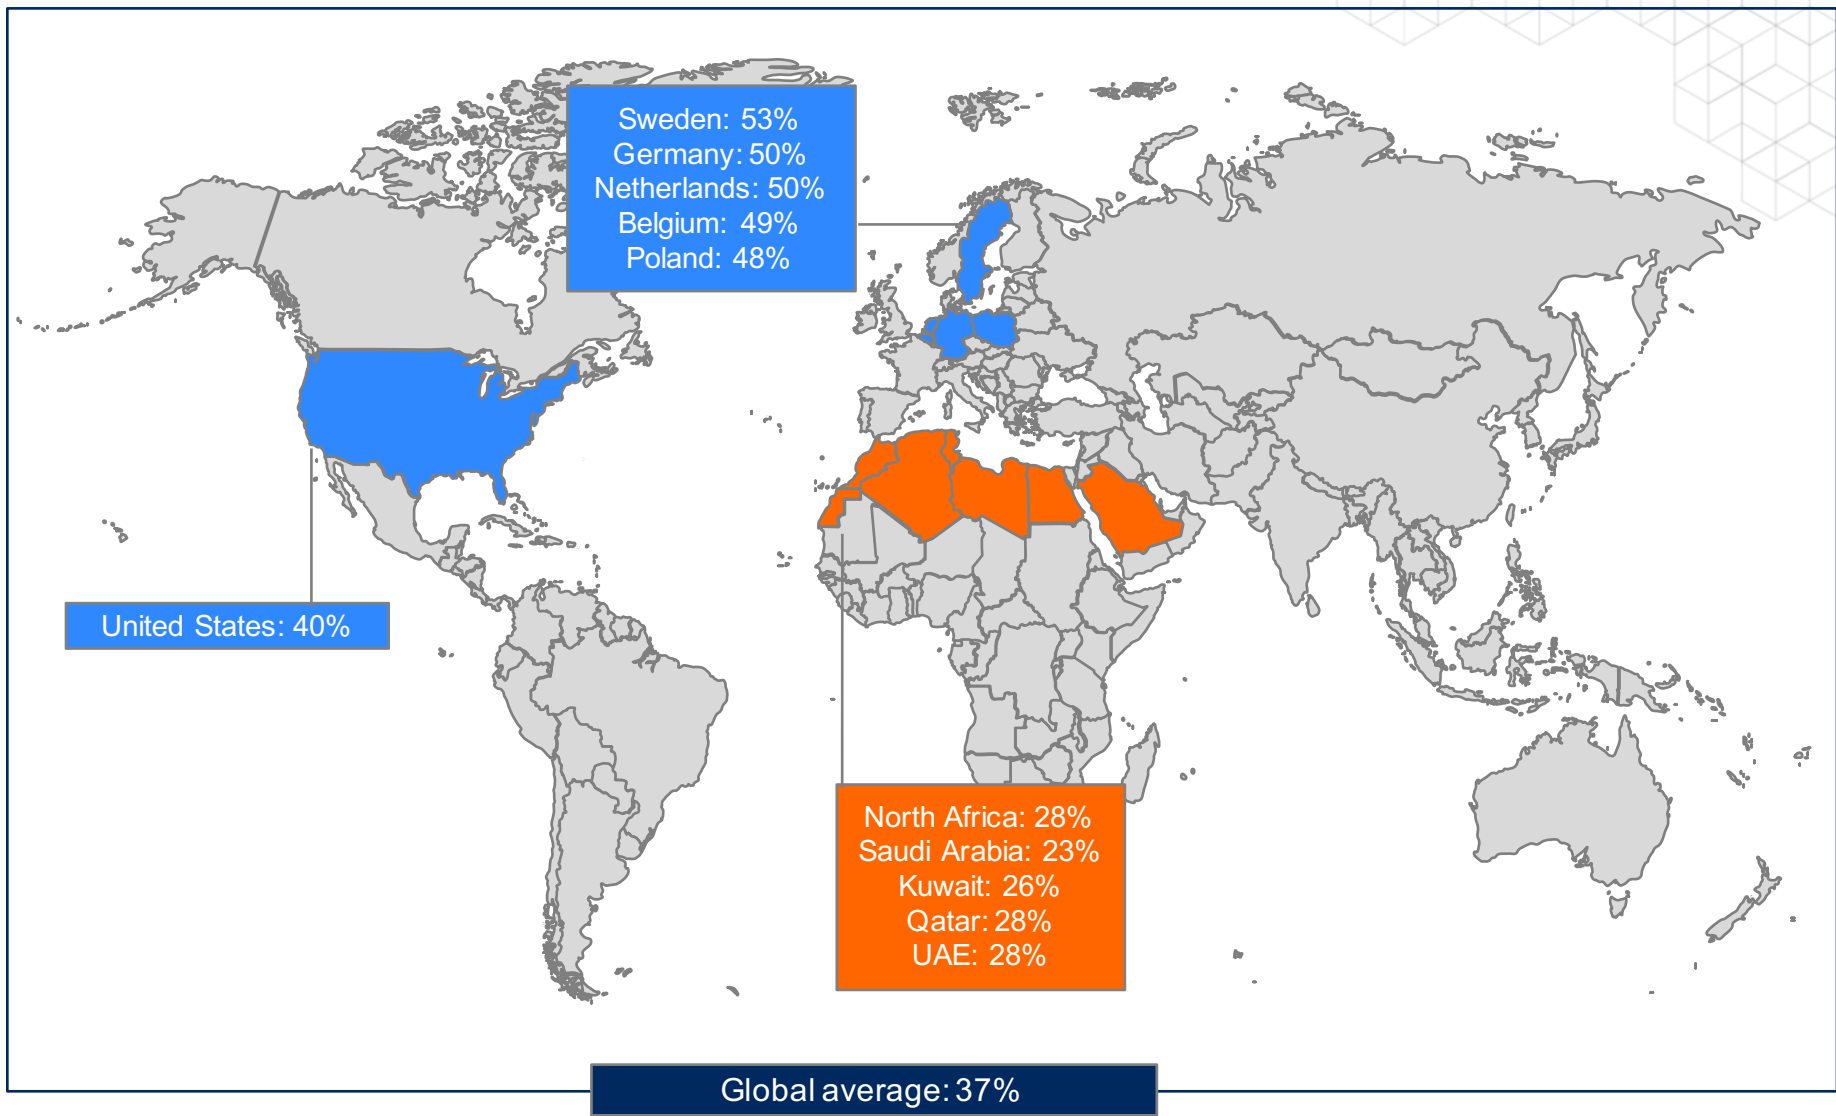 Sweden: 53%
Germany: 50%
Netherlands: 50%
Belgium: 49%
Poland: 48%
United States: 40%
North Africa: 28%
Saudi Arabia: 23%
Kuwait: 26%
Qatar: 28%
UAE: 28%
Global average: 37%